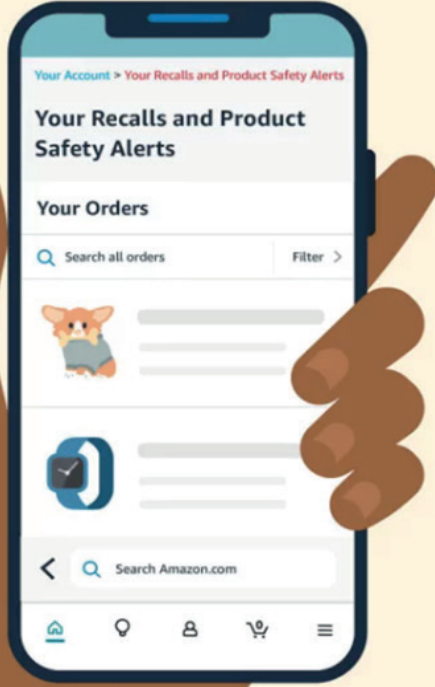 Your Account > Your Recalls and Product Safety Alerts
Your Recalls and Product
Safety Alerts
Your Orders
Search all orders
Filter >
Search Amazon.com
0